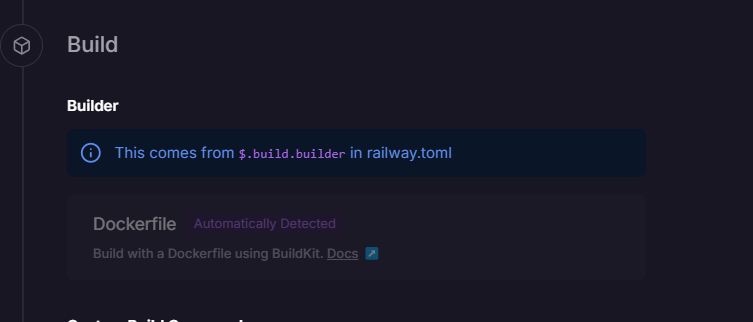 Build
Builder
This comes from $.build.builder in railway.toml
Dockerfile Automatically Detected
Build with a Dockerfile using BuildKit. Docs